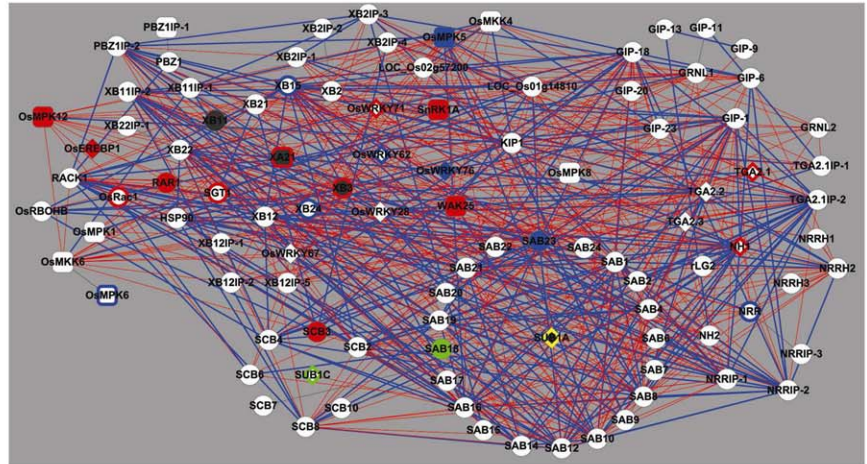 XB2IP-3
PBZ1IP-1
XB2IP-2
OsMKK4
GIP-13
GIP-11
PBZ1IP-2
XB2IP-4
OsMPK5
GIP-18
GIP-9
PBZ1
XB2IP-1
LOC_Os02g57200
GRNL1
GIP-6
XB11IP-2
XB11IP-1
XB15
XB2
LOC_Os01g14810
GIP-20
OsMPK12
XB21
OsWRKY71
SnRK1A
GIP-1
XB22IP-1
XB11
GIP-23
GRNL2
OsEREBP1
XB22
XA21
OsWRKY62
KIP1
TGA2.1IP-1
RACK1
RAR1
XB3
OsWRKY76
OsMPK8
TGA2.1
OsRac1
SGT1
TGA2.2
TGA2.1IP-2
OsRBOHB
HSP90
XB12
XB24
OsWRKY28
WAK25
TGA2.3
OsMPK1
XB12IP-1
SAB22
SAB23
SAB24
NH1
NRRH1
OsMKK6
OsWRKY67
SAB21
SAB1
rLG2
NRRH2
XB12IP-2
XB12IP-5
SAB2
NRRH3
OsMPK6
SAB20
SAB4
NRR
SCB3
SAB19
SCB4
SCB2
SAB18
SUB1A
SAB6
NH2
NRRIP-3
SCB6
SUB1C
SAB17
SAB7
NRRIP-1
NRRIP-2
SCB7
SCB10
SAB16
SAB8
SCB8
SAB15
SAB9
SAB14
SAB12
SAB10